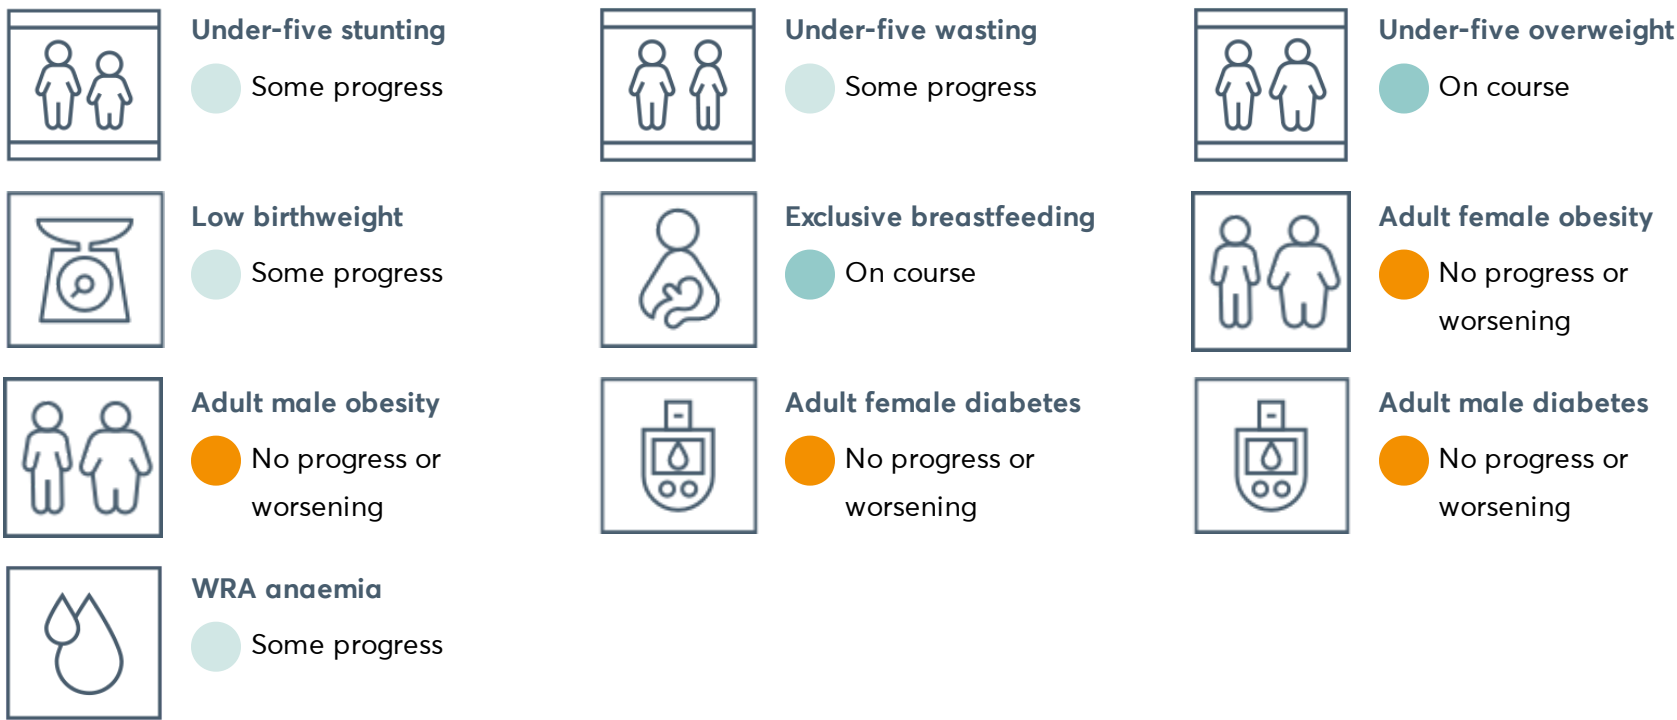 Under-five stunting
Some progress
Under-five wasting
Some progress
Under-five overweight
On course
Low birthweight
Some progress
Exclusive breastfeeding
On course
Adult female obesity
No progress or
worsening
Adult male obesity
No progress or
worsening
Adult female diabetes
No progress or
worsening
Adult male diabetes
No progress or
worsening
WRA anaemia
Some progress